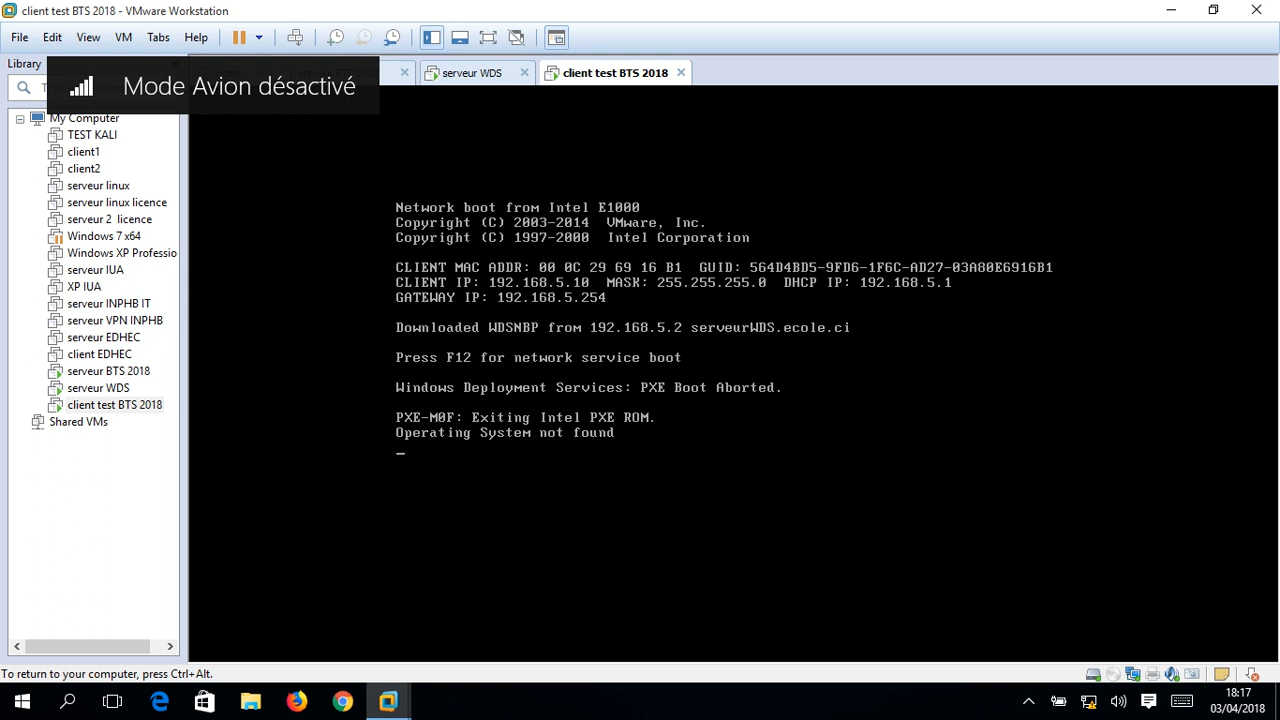 client test BTS 2018 - VMware Workstation
File Edit View VM Tabs Help
Library
Mode Avion désactivé
serveur WDS
client test BTS 2018
My Computer
TEST KALI
client1
client2
serveur linux
serveur linux licence
serveur 2 licence
Windows 7 x64
Windows XP Professio
serveur IUA
XP IUA
serveur INPHB IT
serveur VPN INPHB
serveur EDHEC
client EDHEC
serveur BTS 2018
serveur WDS
client test BTS 2018
Shared VMs
Network boot from Intel E1000
Copyright (C) 2003-2014 VMware, Inc.
Copyright (C) 1997-2000 Intel Corporation
CLIENT MAC ADDR: 00 0C 29 69 16 B1 GUID: 564D4BD5-9FD6-1F6C-AD27-03A80E6916B1
CLIENT IP: 192.168.5.10 MASK: 255.255.255.0 DHCP IP: 192.168.5.1
GATEWAY IP: 192.168.5.254
Downloaded WDSNBP from 192.168.5.2 serveurWDS.ecole.ci
Press F12 for network service boot
Windows Deployment Services: PXE Boot Aborted.
PXE-M0F: Exiting Intel PXE ROM.
Operating System not found
To return to your computer, press Ctrl+Alt.
18:17
03/04/2018